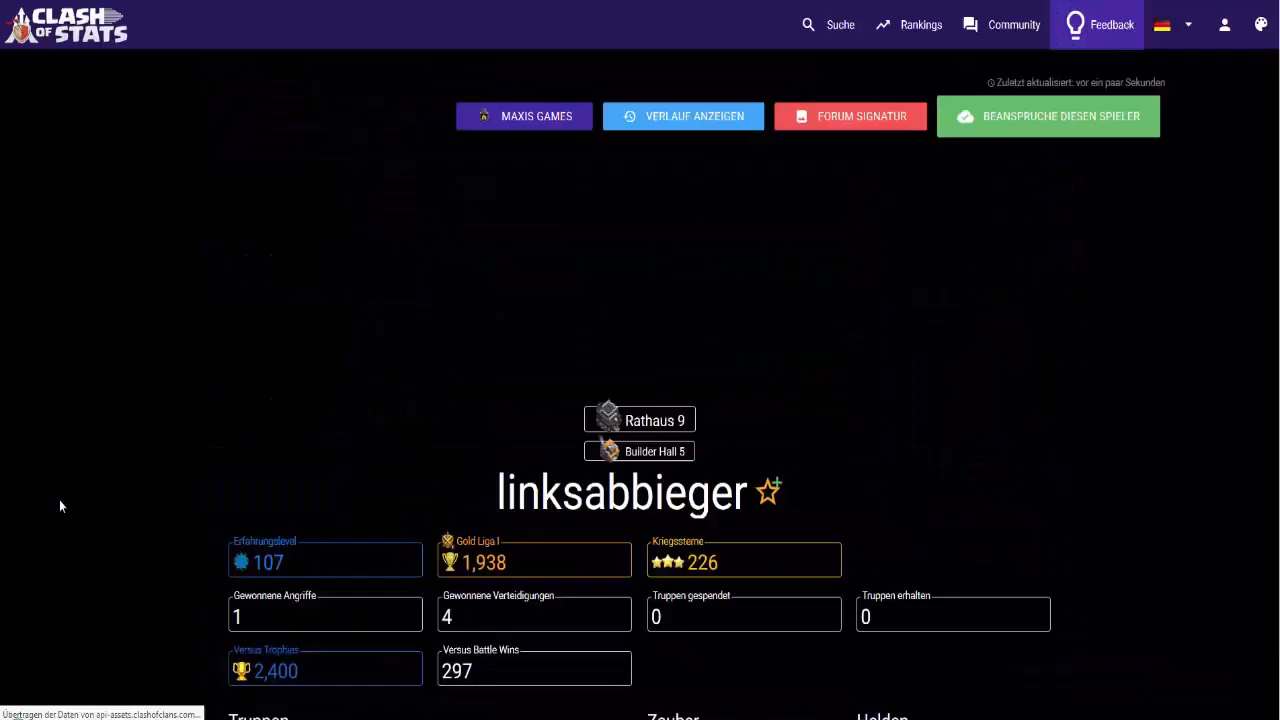 CLASH
OF STATS
Suche
Rankings
Community
Feedback
Zuletzt aktualisiert: vor ein paar Sekunden
MAXIS GAMES
VERLAUF ANZEIGEN
FORUM SIGNATUR
BEANSPRUCHE DIESEN SPIELER
Rathaus 9
Builder Hall 5
linksabbieger
Erfahrungslevel
107
Gold Liga I
1,938
Kriegssterne
226
Gewonnene Angriffe
1
Gewonnene Verteidigungen
4
Truppen gespendet
0
Truppen erhalten
0
Versus Trophies
2,400
Versus Battle Wins
297
Truppen
Zauber
Helden
Übertragen der Daten von api-assets.clashofclans.com...